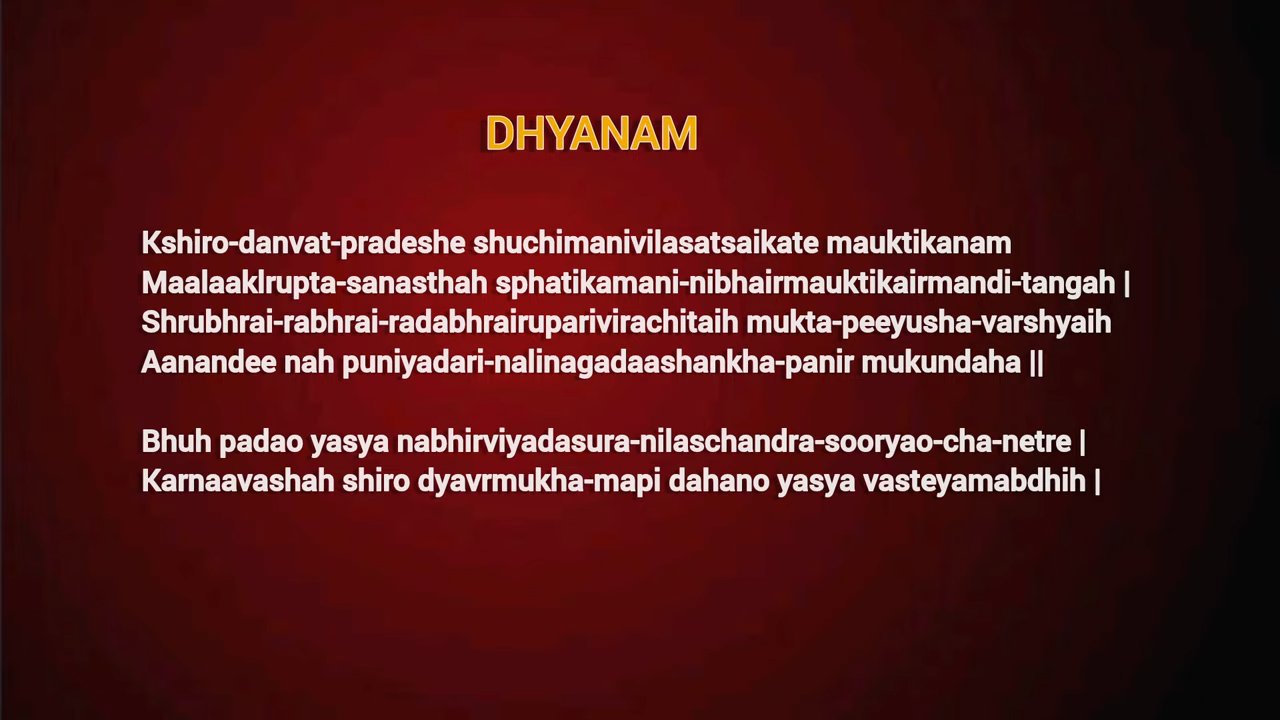 DHYANAM
Kshiro-danvat-pradeshe shuchimanivilasatsaikate mauktikanam
Maalaaklrupta-sanasthah sphatikamani-nibhairmauktikairmandi-tangah |
Shrubhrai-rabhrai-radabhrairuparivirachitaih mukta-peeyusha-varshyaih
Aanandee nah puniyadari-nalinagadaashankha-panir mukundaha ||
Bhuh padao yasya nabhirviyadasura-nilaschandra-sooryao-cha-netre |
Karnaavashah shiro dyavrmukha-mapi dahano yasya vasteyamabdhih |